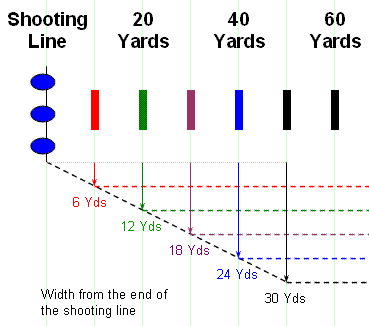 Shooting
Line
20
Yards
40
Yards
60
Yards
6 Yds
12 Yds
18 Yds
24 Yds
30 Yds
Width from the end of
the shooting line